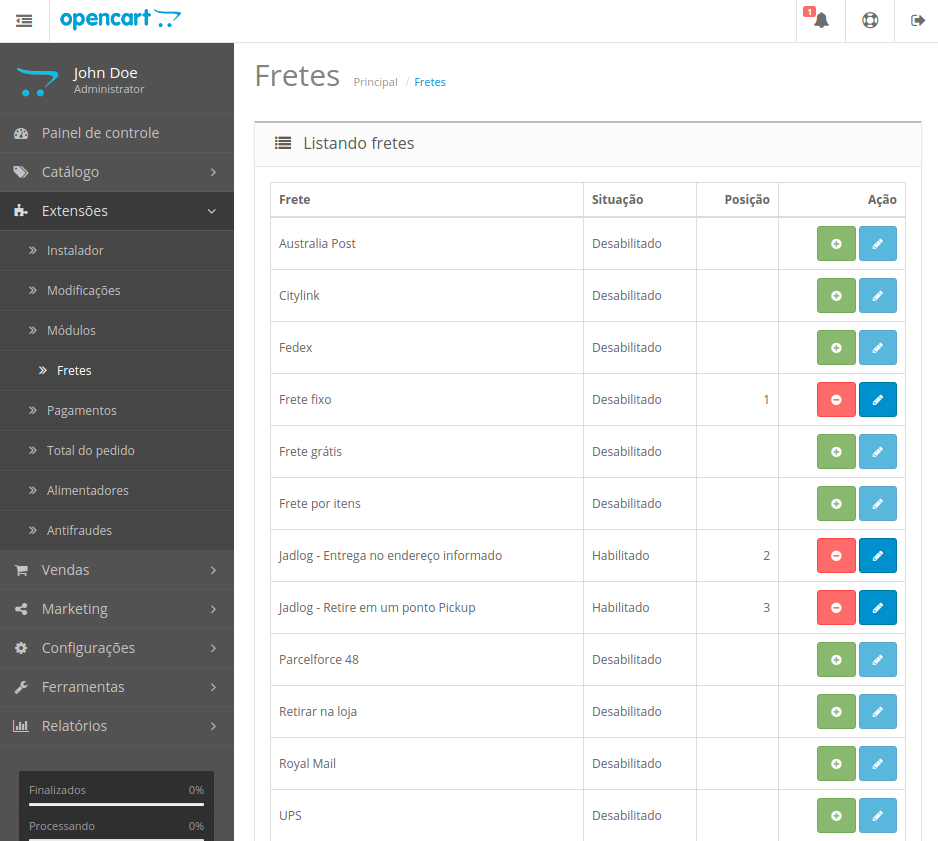 opencart
1
John Doe
Administrator
Painel de controle
Catálogo
Extensões
Instalador
Modificações
Módulos
Fretes
Pagamentos
Total do pedido
Alimentadores
Antifraudes
Vendas
Marketing
Configurações
Ferramentas
Relatórios
Finalizados 0%
Processando 0%
Fretes Principal / Fretes
Listando fretes
Frete Situação Posição Ação
Australia Post Desabilitado
Citylink Desabilitado
Fedex Desabilitado
Frete fixo Desabilitado 1
Frete grátis Desabilitado
Frete por itens Desabilitado
Jadlog - Entrega no endereço informado Habilitado 2
Jadlog - Retire em um ponto Pickup Habilitado 3
Parcelforce 48 Desabilitado
Retirar na loja Desabilitado
Royal Mail Desabilitado
UPS Desabilitado